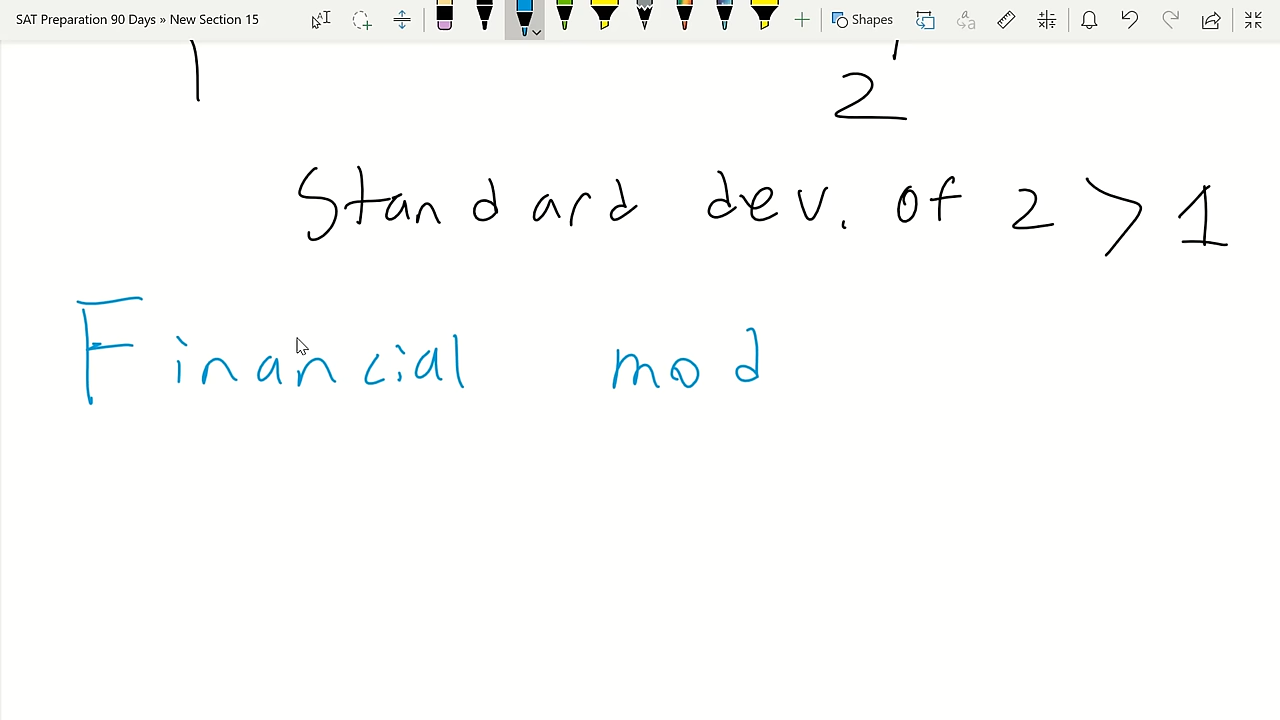 SAT Preparation 90 Days » New Section 15
Shapes
2
Standard dev. of 2 > 1
Financial mod